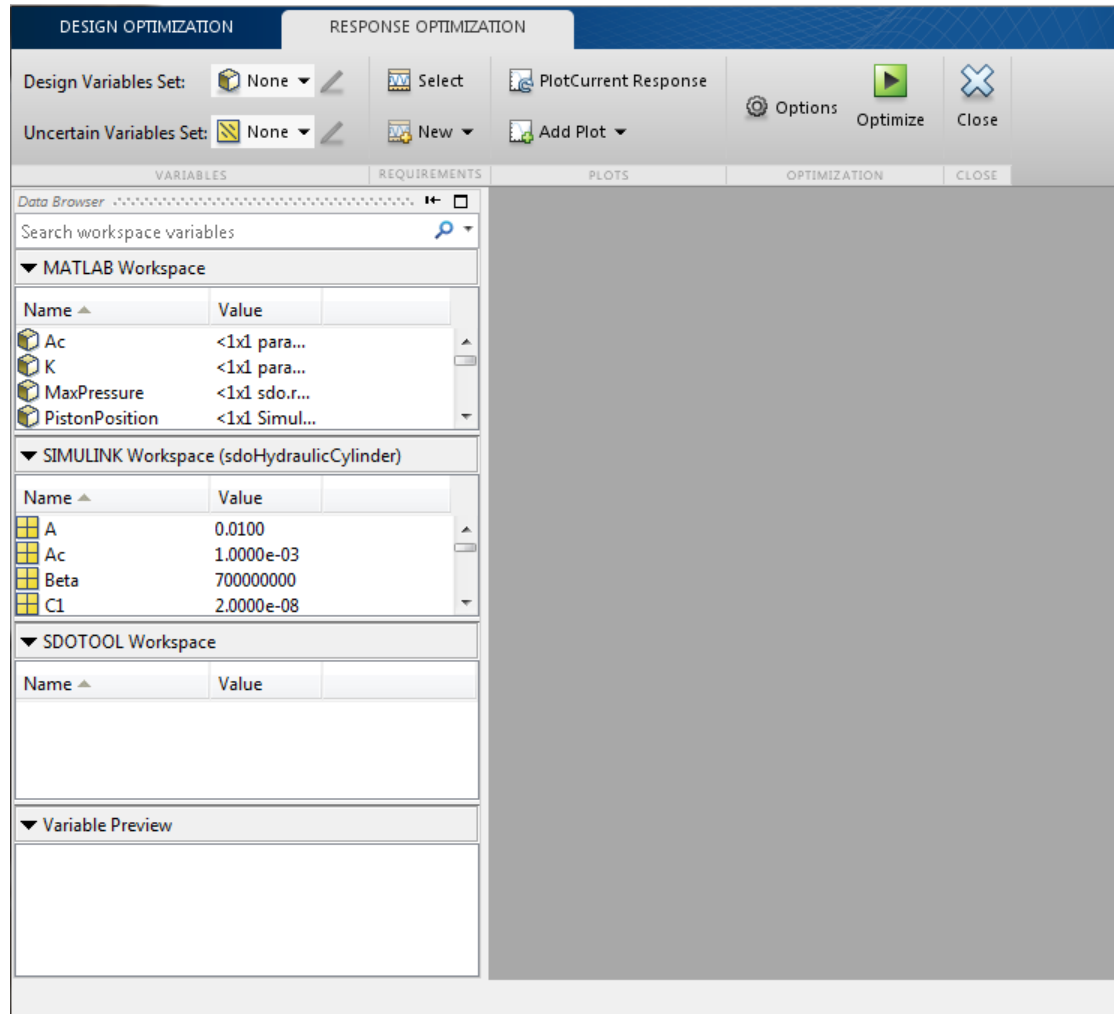 DESIGN OPTIMIZATION RESPONSE OPTIMIZATION
Design Variables Set: None Select PlotCurrent Response
Options Optimize Close
Uncertain Variables Set: None New Add Plot
VARIABLES REQUIREMENTS PLOTS OPTIMIZATION CLOSE
Data Browser
Search workspace variables
MATLAB Workspace
Name Value
Ac <1x1 para...
K <1x1 para...
MaxPressure <1x1 sdo.r...
PistonPosition <1x1 Simul...
SIMULINK Workspace (sdoHydraulicCylinder)
Name Value
A 0.0100
Ac 1.0000e-03
Beta 700000000
C1 2.0000e-08
SDOTOOL Workspace
Name Value
Variable Preview